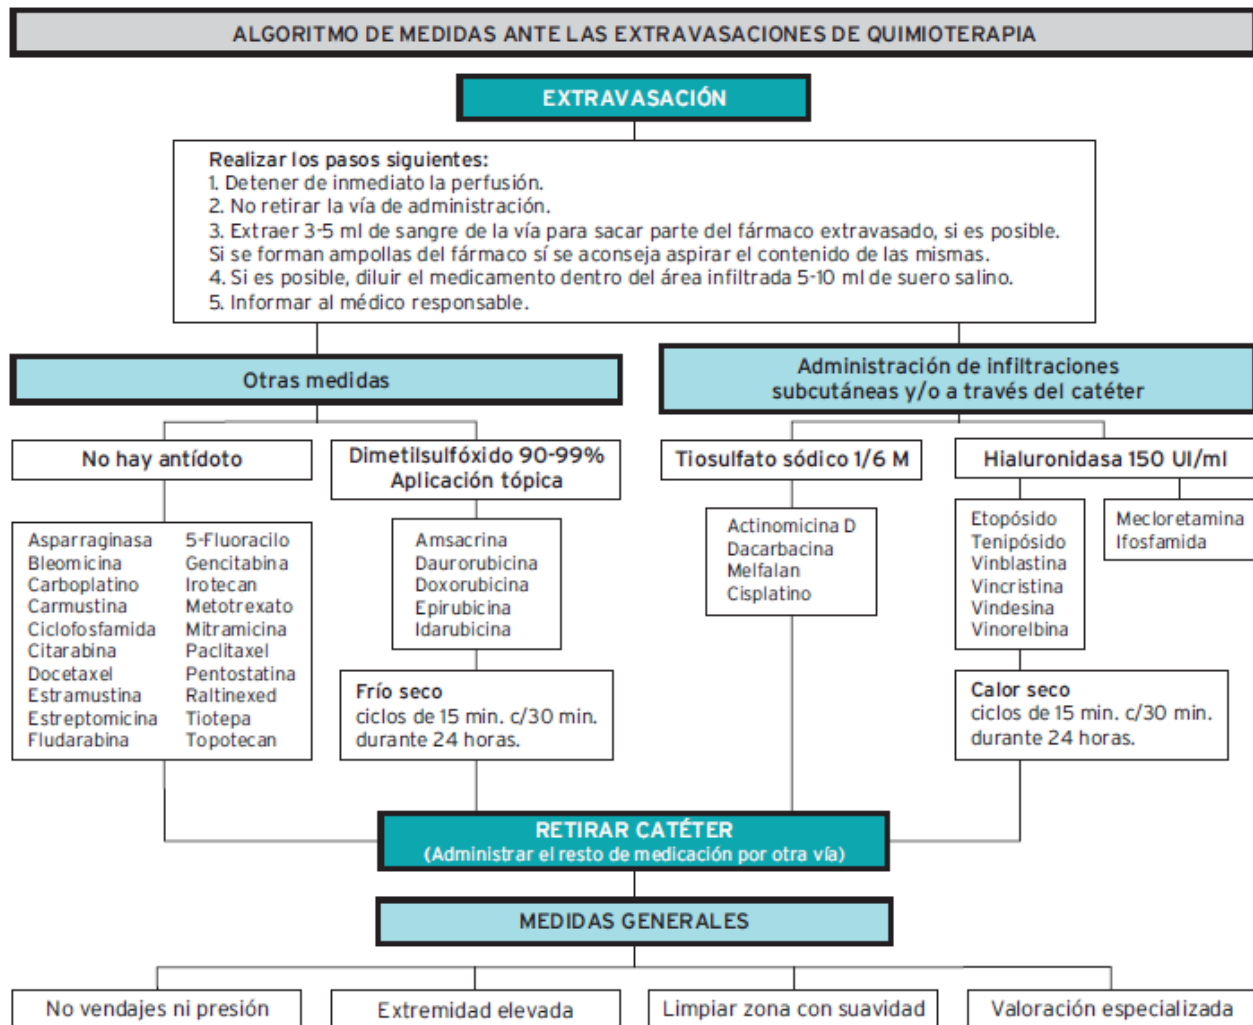 ALGORITMO DE MEDIDAS ANTE LAS EXTRAVASACIONES DE QUIMIOTERAPIA
EXTRAVASACIÓN
Realizar los pasos siguientes:
1. Detener de inmediato la perfusión.
2. No retirar la vía de administración.
3. Extraer 3-5 ml de sangre de la vía para sacar parte del fármaco extravasado, si es posible.
Si se forman ampollas del fármaco sí se aconseja aspirar el contenido de las mismas.
4. Si es posible, diluir el medicamento dentro del área infiltrada 5-10 ml de suero salino.
5. Informar al médico responsable.
Otras medidas
No hay antídoto
Asparraginasa
Bleomicina
Carboplatino
Carmustina
Ciclofosfamida
Citarabina
Docetaxel
Estramustina
Estreptomicina
Fludarabina
5-Fluoracilo
Gencitabina
Irotecan
Metotrexato
Mitramicina
Paclitaxel
Pentostatina
Raltinexed
Tiotepa
Topotecan
Dimetilsulfóxido 90-99%
Aplicación tópica
Amsacrina
Daurorubicina
Doxorubicina
Epirubicina
Idarubicina
Frío seco
ciclos de 15 min. c/30 min.
durante 24 horas.
Administración de infiltraciones
subcutáneas y/o a través del catéter
Tiosulfato sódico 1/6 M
Actinomicina D
Dacarbacina
Melfalan
Cisplatino
Hialuronidasa 150 UI/ml
Etopósido
Tenipósido
Vinblastina
Vincristina
Vindesina
Vinorelbina
Mecloretamina
Ifosfamida
Calor seco
ciclos de 15 min. c/30 min.
durante 24 horas.
RETIRAR CATÉTER
(Administrar el resto de medicación por otra vía)
MEDIDAS GENERALES
No vendajes ni presión
Extremidad elevada
Limpiar zona con suavidad
Valoración especializada